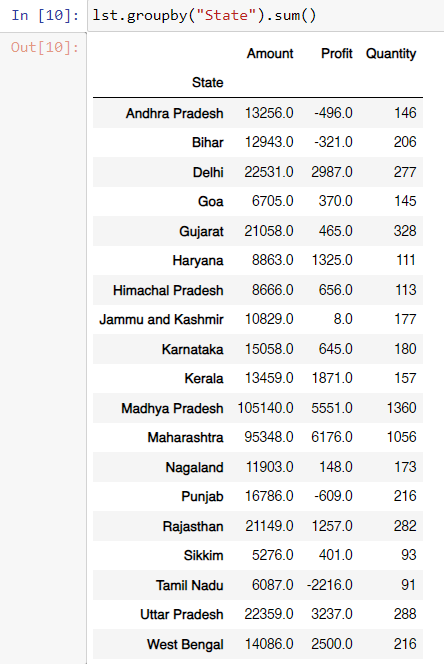 In [10]: lst.groupby("State").sum()
Out[10]:
Amount Profit Quantity
State
Andhra Pradesh 13256.0 -496.0 146
Bihar 12943.0 -321.0 206
Delhi 22531.0 2987.0 277
Goa 6705.0 370.0 145
Gujarat 21058.0 465.0 328
Haryana 8863.0 1325.0 111
Himachal Pradesh 8666.0 656.0 113
Jammu and Kashmir 10829.0 8.0 177
Karnataka 15058.0 645.0 180
Kerala 13459.0 1871.0 157
Madhya Pradesh 105140.0 5551.0 1360
Maharashtra 95348.0 6176.0 1056
Nagaland 11903.0 148.0 173
Punjab 16786.0 -609.0 216
Rajasthan 21149.0 1257.0 282
Sikkim 5276.0 401.0 93
Tamil Nadu 6087.0 -2216.0 91
Uttar Pradesh 22359.0 3237.0 288
West Bengal 14086.0 2500.0 216